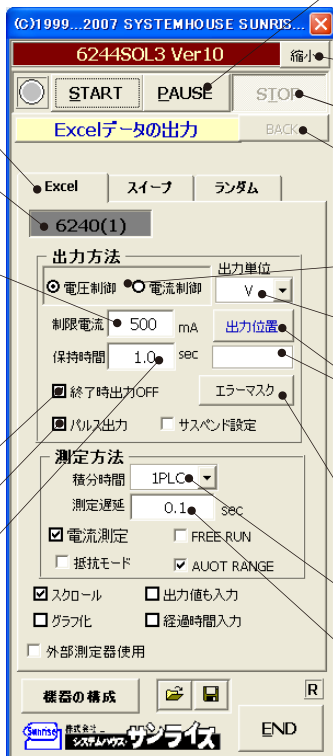 (C)1999...2007 SYSTEMHOUSE SUNRIS...
6244SOL3 Ver10 縮小
START PAUSE STOP
Excelデータの出力 BACK
Excel スイープ ランダム
6240(1)
出力方法
出力単位
電圧制御 電流制御 V
制限電流 500 mA 出力位置
保持時間 1.0 sec
終了時出力OFF エラーマスク
パルス出力 サスペンド設定
測定方法
積分時間 1PLC
測定遅延 0.1 sec
電流測定 FREE RUN
抵抗モード AUOT RANGE
スクロール 出力値も入力
グラフ化 経過時間入力
外部測定器使用
機器の構成 R
Sunrise 株式会社 システムハウス サンライズ END